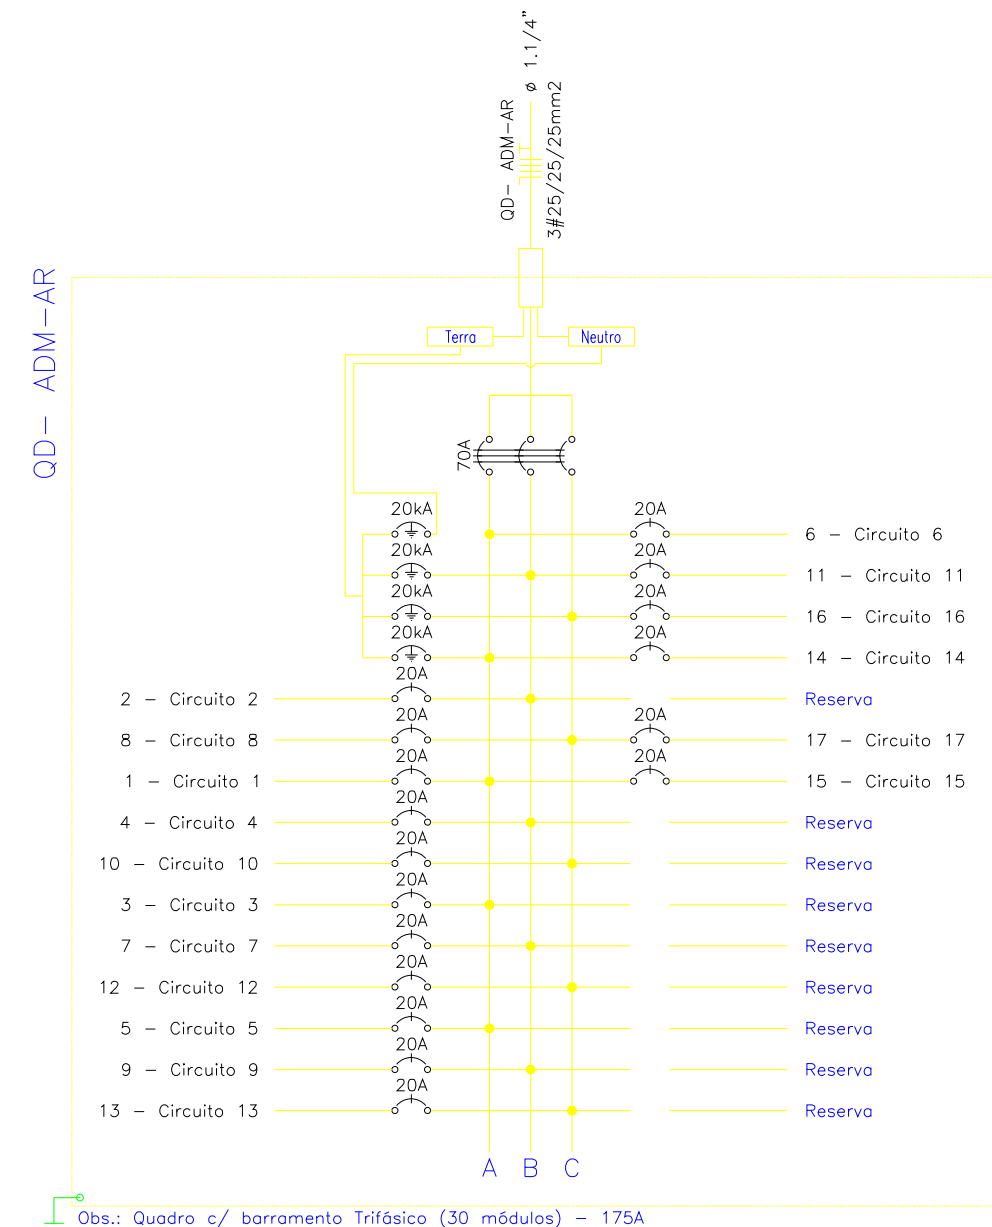 ø 1.1/4"
QD- ADM-AR
3#25/25/25mm2
QD- ADM-AR
Terra
Neutro
70A
20kA
20A
6 - Circuito 6
20kA
20A
11 - Circuito 11
20kA
20A
16 - Circuito 16
20kA
20A
14 - Circuito 14
20A
2 - Circuito 2
Reserva
20A
20A
8 - Circuito 8
17 - Circuito 17
20A
20A
1 - Circuito 1
15 - Circuito 15
20A
4 - Circuito 4
Reserva
20A
10 - Circuito 10
Reserva
20A
3 - Circuito 3
Reserva
20A
7 - Circuito 7
Reserva
20A
12 - Circuito 12
Reserva
20A
5 - Circuito 5
Reserva
20A
9 - Circuito 9
Reserva
20A
13 - Circuito 13
Reserva
A B C
Obs.: Quadro c/ barramento Trifásico (30 módulos) - 175A